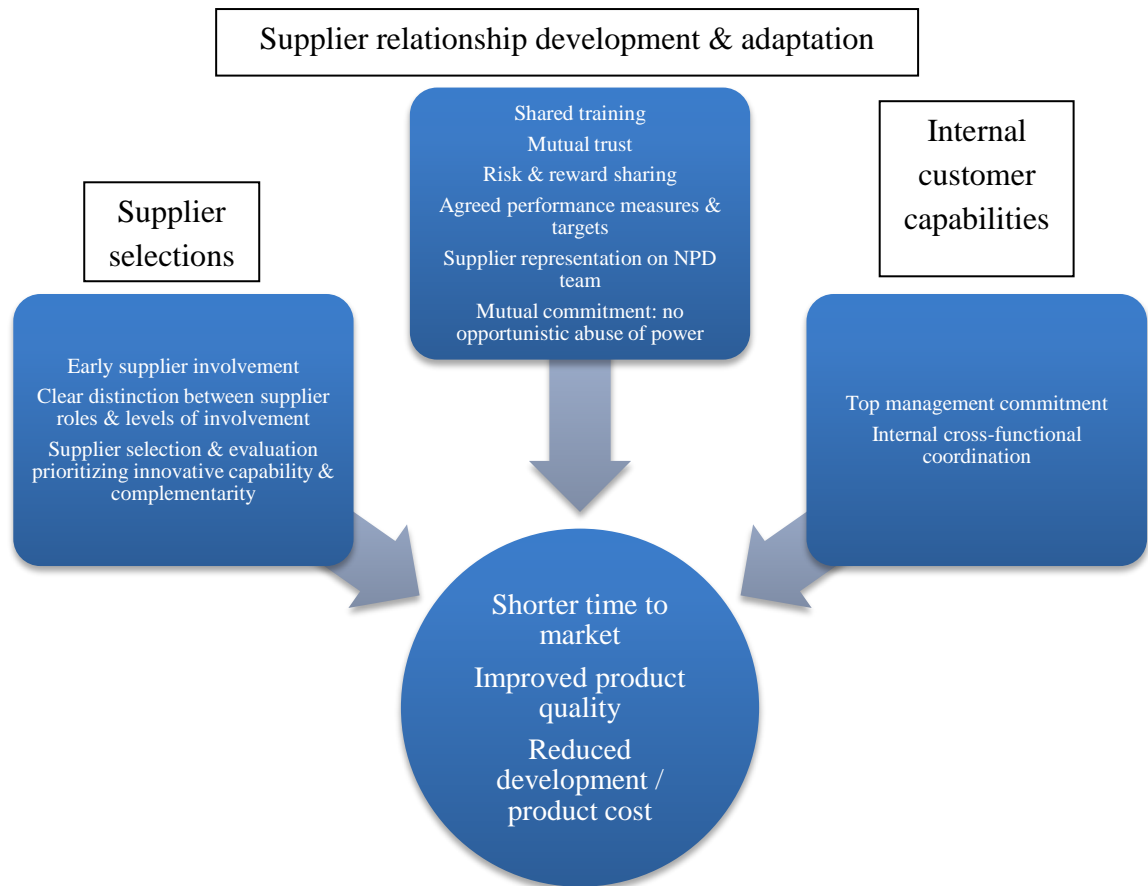 Supplier relationship development & adaptation
Shared training
Mutual trust
Risk & reward sharing
Agreed performance measures &
targets
Supplier representation on NPD
team
Mutual commitment: no
opportunistic abuse of power
Internal
customer
capabilities
Supplier
selections
Early supplier involvement
Clear distinction between supplier
roles & levels of involvement
Supplier selection & evaluation
prioritizing innovative capability &
complementarity
Top management commitment
Internal cross-functional
coordination
Shorter time to
market
Improved product
quality
Reduced
development /
product cost